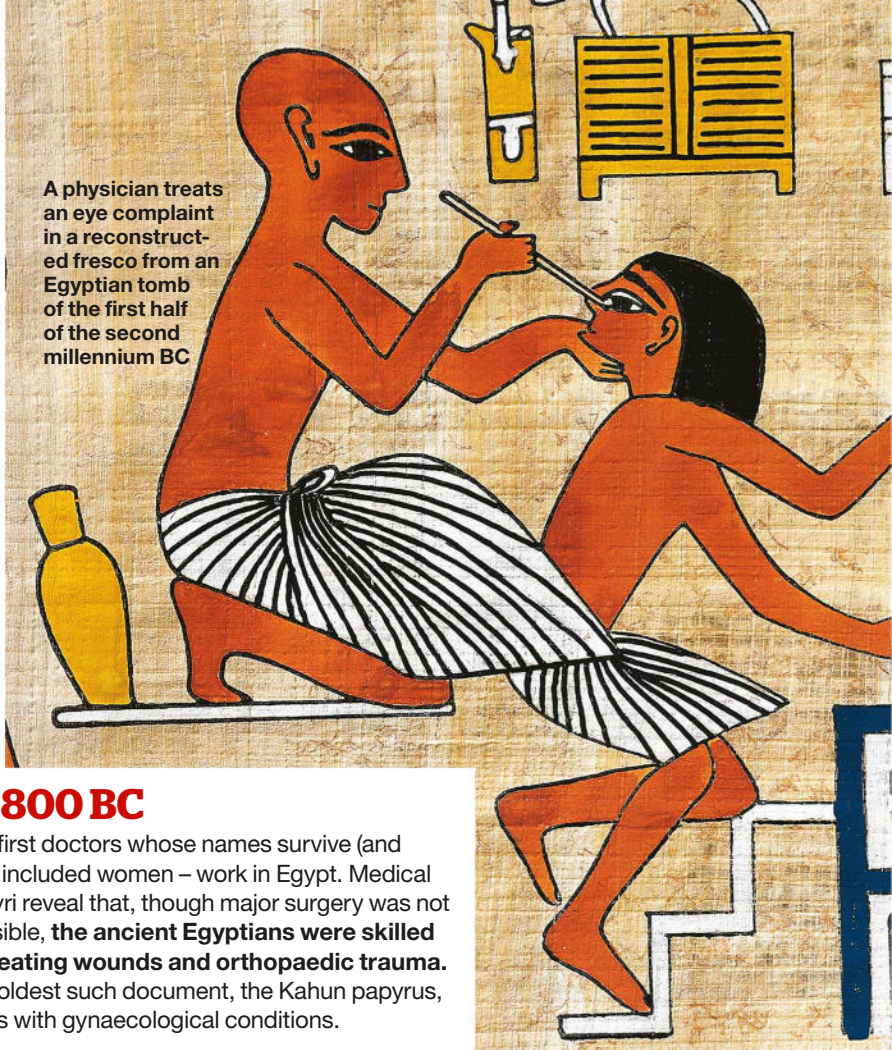 A physician treats
an eye complaint
in a reconstruct-
ed fresco from an
Egyptian tomb
of the first half
of the second
millennium BC
800 BC
first doctors whose names survive (and
included women – work in Egypt. Medical
yri reveal that, though major surgery was not
sible, the ancient Egyptians were skilled
eating wounds and orthopaedic trauma.
oldest such document, the Kahun papyrus,
s with gynaecological conditions.